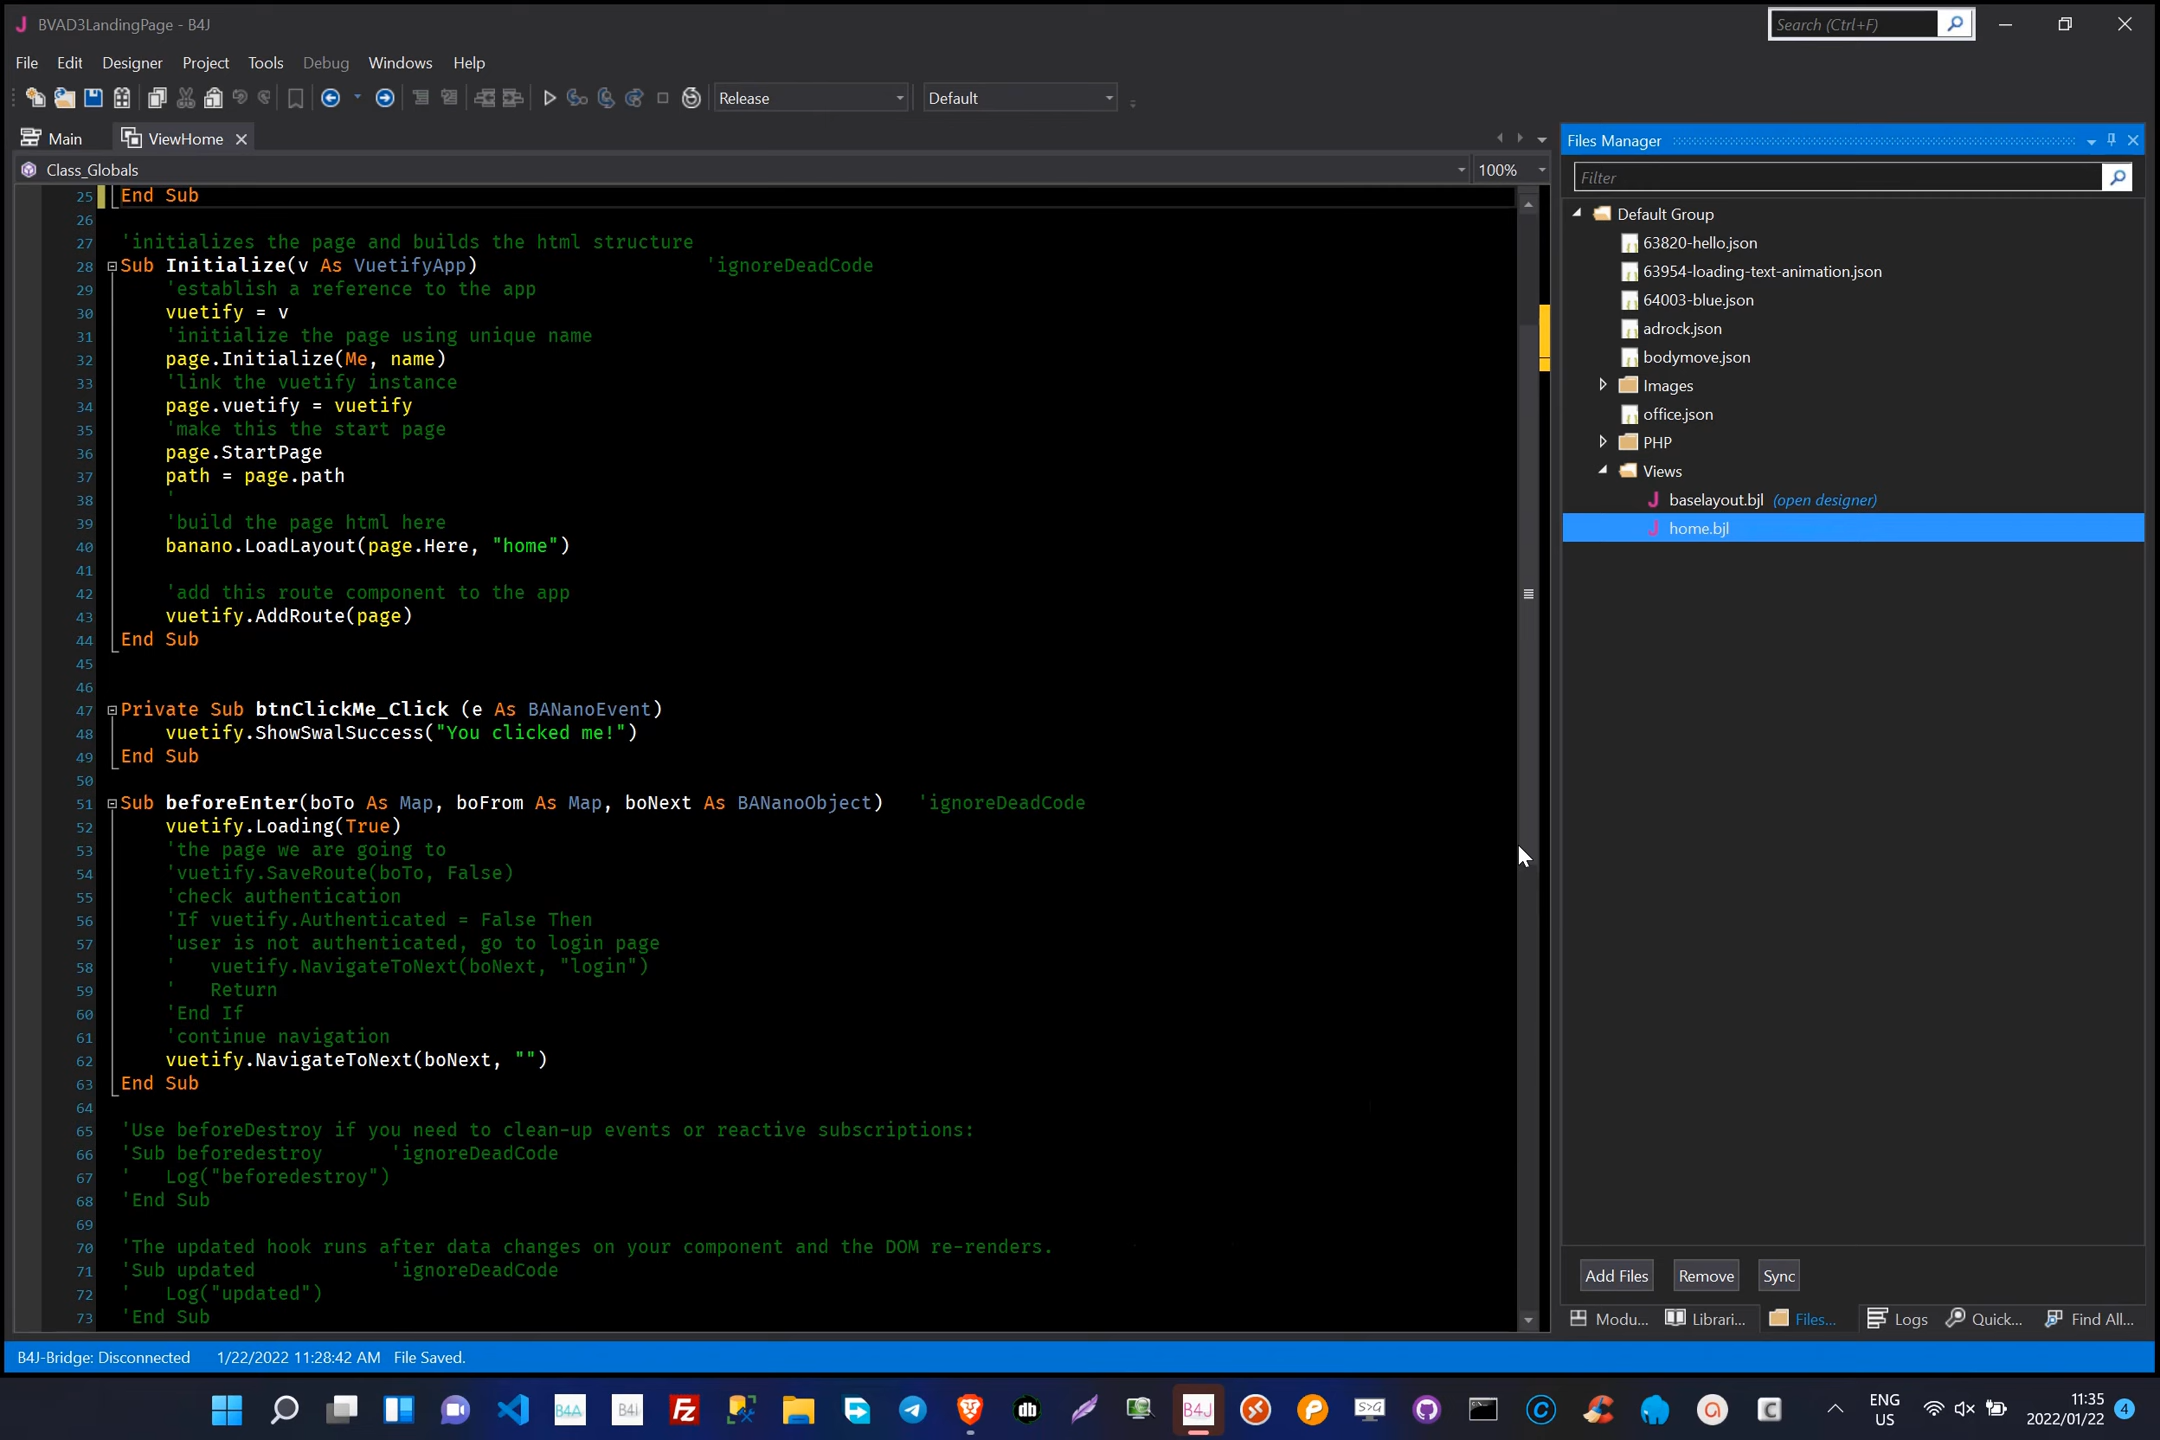 BVAD3LandingPage - B4J
Search (Ctrl+F)
File Edit Designer Project Tools Debug Windows Help
Release Default
Main ViewHome
Class_Globals 100%
25 End Sub
26
27 'initializes the page and builds the html structure
28 Sub Initialize(v As VuetifyApp) 'ignoreDeadCode
29 'establish a reference to the app
30 vuetify = v
31 'initialize the page using unique name
32 page.Initialize(Me, name)
33 'link the vuetify instance
34 page.vuetify = vuetify
35 'make this the start page
36 page.StartPage
37 path = page.path
38 '
39 'build the page html here
40 banano.LoadLayout(page.Here, "home")
41
42 'add this route component to the app
43 vuetify.AddRoute(page)
44 End Sub
45
46
47 Private Sub btnClickMe_Click (e As BANanoEvent)
48 vuetify.ShowSwalSuccess("You clicked me!")
49 End Sub
50
51 Sub beforeEnter(boTo As Map, boFrom As Map, boNext As BANanoObject) 'ignoreDeadCode
52 vuetify.Loading(True)
53 'the page we are going to
54 'vuetify.SaveRoute(boTo, False)
55 'check authentication
56 'If vuetify.Authenticated = False Then
57 'user is not authenticated, go to login page
58 ' vuetify.NavigateToNext(boNext, "login")
59 ' Return
60 'End If
61 'continue navigation
62 vuetify.NavigateToNext(boNext, "")
63 End Sub
64
65 'Use beforeDestroy if you need to clean-up events or reactive subscriptions:
66 'Sub beforedestroy 'ignoreDeadCode
67 ' Log("beforedestroy")
68 'End Sub
69
70 'The updated hook runs after data changes on your component and the DOM re-renders.
71 'Sub updated 'ignoreDeadCode
72 ' Log("updated")
73 'End Sub
Files Manager
Filter
Default Group
63820-hello.json
63954-loading-text-animation.json
64003-blue.json
adrock.json
bodymove.json
Images
office.json
PHP
Views
baselayout.bjl (open designer)
home.bjl
Add Files Remove Sync
Modu... Librari... Files... Logs Quick... Find All...
B4J-Bridge: Disconnected 1/22/2022 11:28:42 AM File Saved.
B4A B4i FZ db B4J S>G C a C
ENG
US
11:35
2022/01/22
4